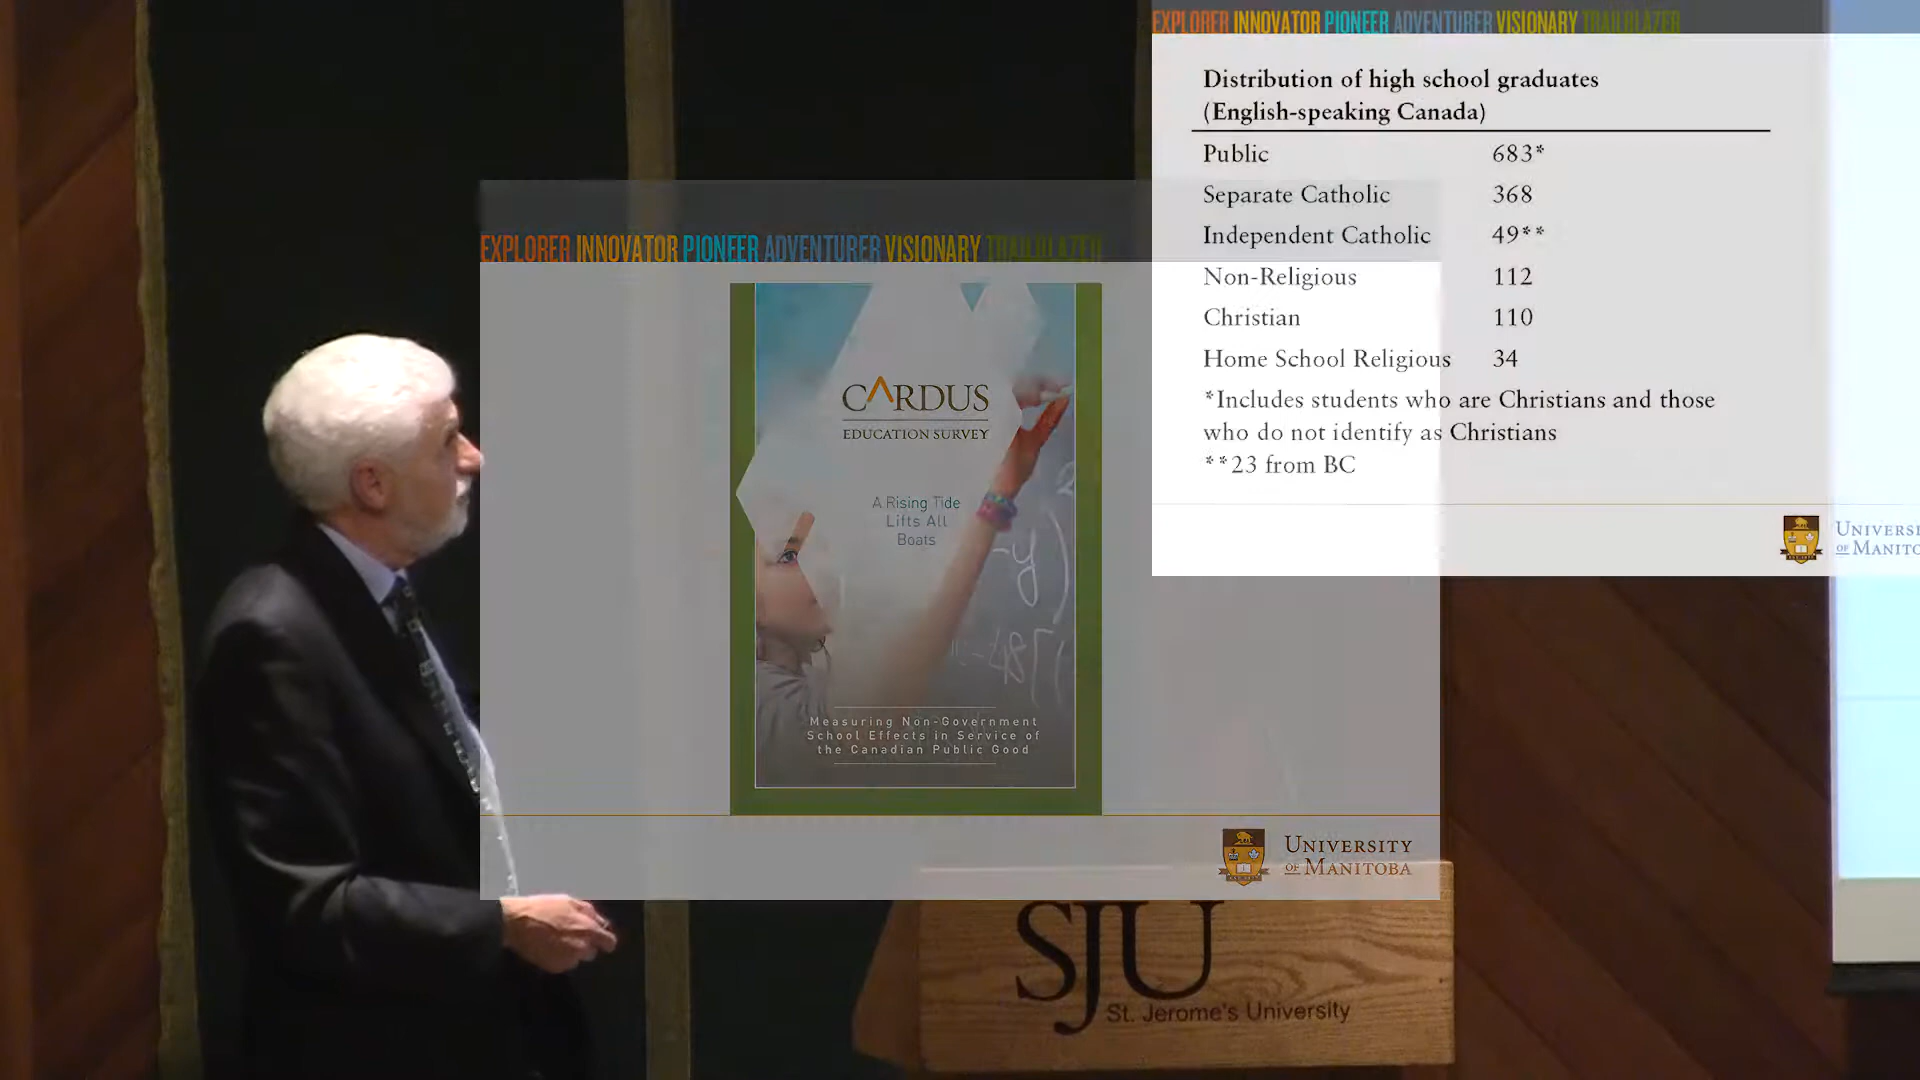 EXPLORER INNOVATOR PIONEER ADVENTURER VISIONARY TRAILBLAZER
Distribution of high school graduates
(English-speaking Canada)
Public 683*
Separate Catholic 368
Independent Catholic 49**
Non-Religious 112
Christian 110
Home School Religious 34
*Includes students who are Christians and those
who do not identify as Christians
**23 from BC
EXPLORER INNOVATOR PIONEER ADVENTURER VISIONARY TRAILBLAZER
CARDUS
EDUCATION SURVEY
A Rising Tide
Lifts All
Boats
Measuring Non-Government
School Effects in Service of
the Canadian Public Good
UNIVERSITY
OF MANITOBA
SJU
St. Jerome's University